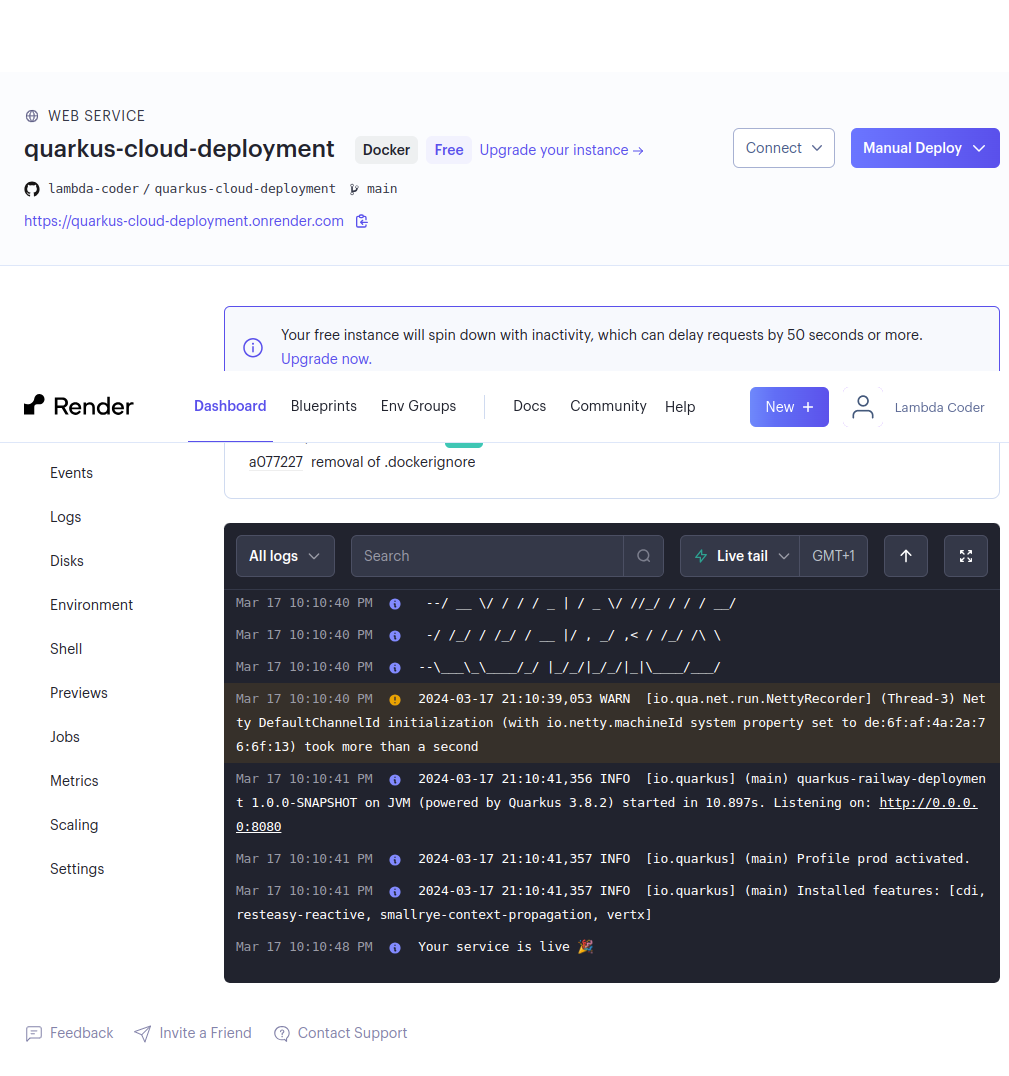 WEB SERVICE
quarkus-cloud-deployment Docker Free Upgrade your instance → Connect Manual Deploy
lambda-coder / quarkus-cloud-deployment main
https://quarkus-cloud-deployment.onrender.com
Your free instance will spin down with inactivity, which can delay requests by 50 seconds or more.
Upgrade now.
Render Dashboard Blueprints Env Groups Docs Community Help New + Lambda Coder
a077227 removal of .dockerignore
Events
Logs
Disks
Environment
Shell
Previews
Jobs
Metrics
Scaling
Settings
All logs Search Live tail GMT+1
Mar 17 10:10:40 PM --/ __ \/ / / / _ | / _ \/ //_/ / / / __/
Mar 17 10:10:40 PM -/ /_/ / /_/ / __ |/ , _/ ,< / /_/ /\ \
Mar 17 10:10:40 PM --\___\_\____/_/ |_/_/|_/_/|_|\____/___/
Mar 17 10:10:40 PM 2024-03-17 21:10:39,053 WARN [io.qua.net.run.NettyRecorder] (Thread-3) Net
ty DefaultChannelId initialization (with io.netty.machineId system property set to de:6f:af:4a:2a:7
6:6f:13) took more than a second
Mar 17 10:10:41 PM 2024-03-17 21:10:41,356 INFO [io.quarkus] (main) quarkus-railway-deploymen
t 1.0.0-SNAPSHOT on JVM (powered by Quarkus 3.8.2) started in 10.897s. Listening on: http://0.0.0.
0:8080
Mar 17 10:10:41 PM 2024-03-17 21:10:41,357 INFO [io.quarkus] (main) Profile prod activated.
Mar 17 10:10:41 PM 2024-03-17 21:10:41,357 INFO [io.quarkus] (main) Installed features: [cdi,
resteasy-reactive, smallrye-context-propagation, vertx]
Mar 17 10:10:48 PM Your service is live 🎉
Feedback Invite a Friend Contact Support